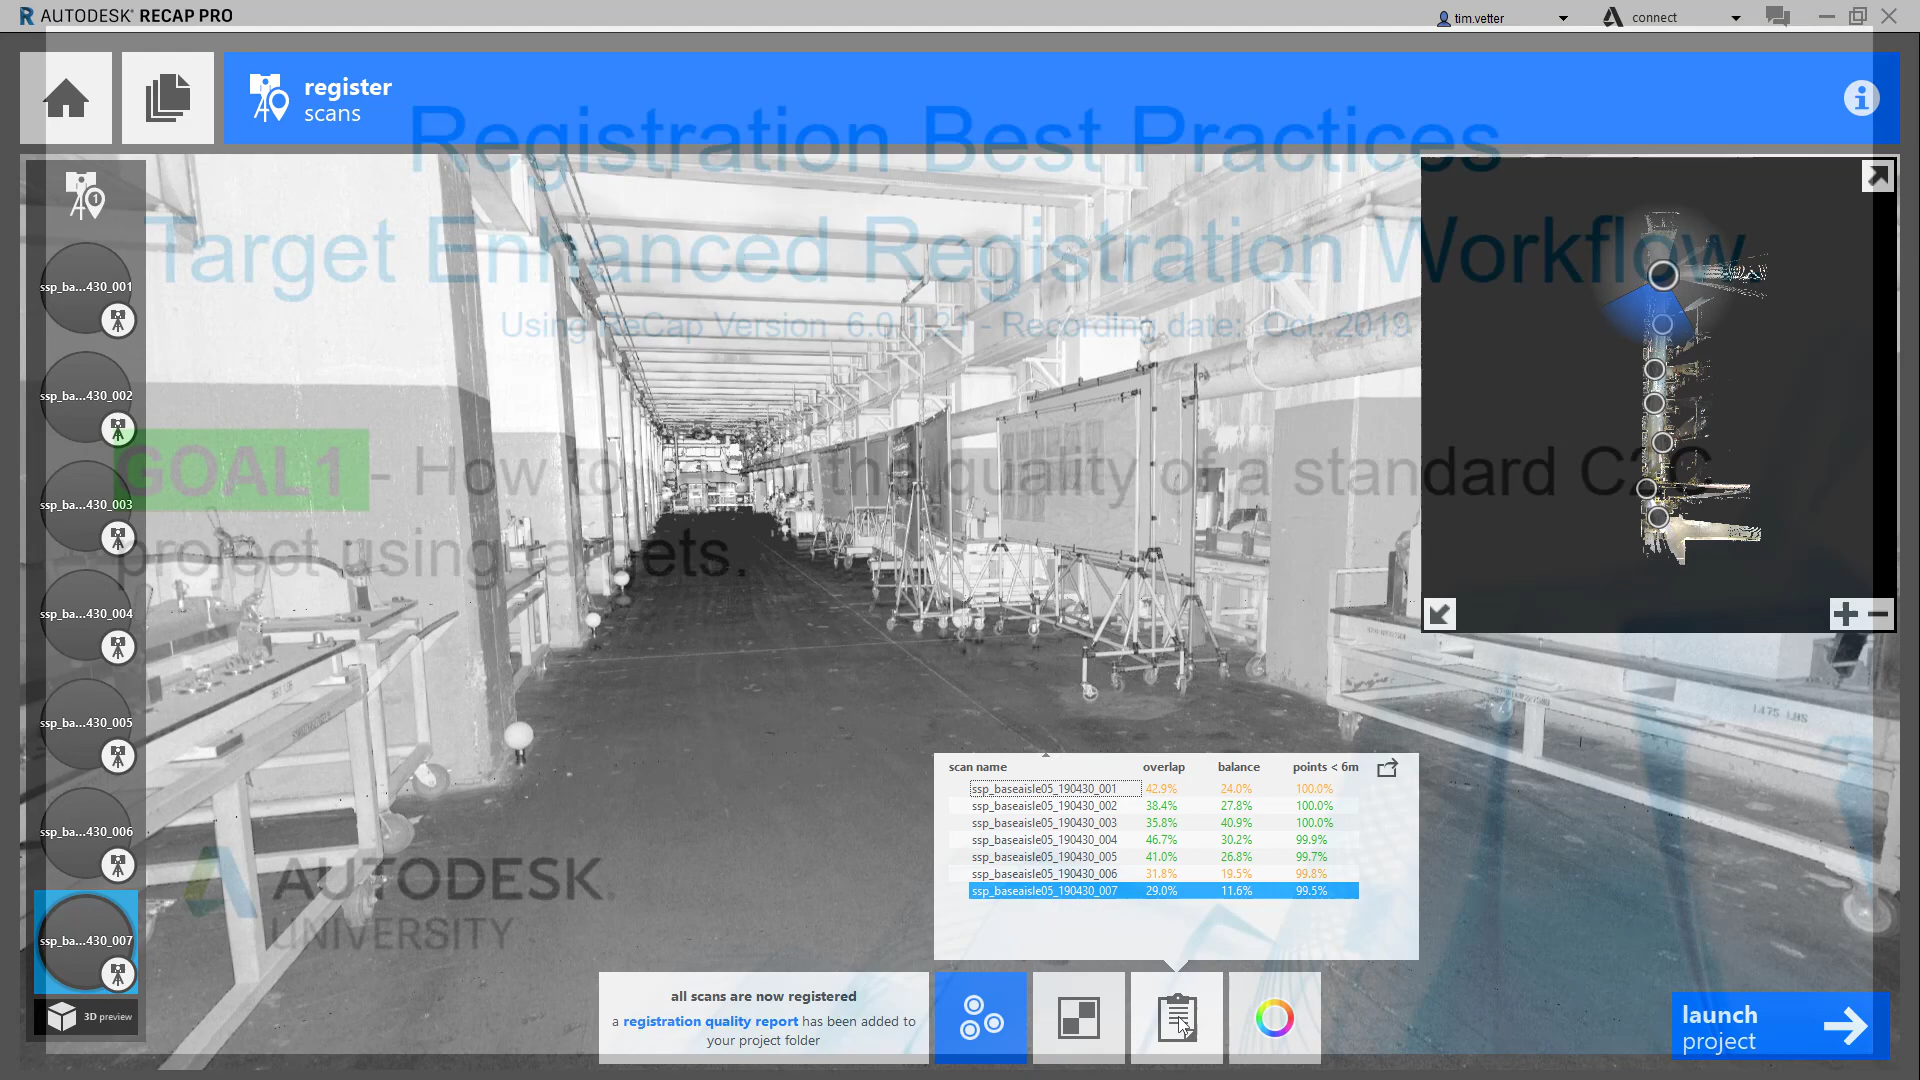 AUTODESK® RECAP PRO
tim.vetter
connect
register
scans
Registration Best Practices
Target Enhanced Registration Workflow
Using ReCap Version 6.0.1.21 - Recording date: Oct. 2019
GOAL1 - How to the quality of a standard C2C
project using targets.
ssp_ba...430_001
ssp_ba...430_002
ssp_ba...430_003
ssp_ba...430_004
ssp_ba...430_005
ssp_ba...430_006
ssp_ba...430_007
3D preview
1475 LBS
AUTODESK®
UNIVERSITY
scan name overlap balance points < 6m
ssp_baseaisle05_190430_001 42.9% 24.0% 100.0%
ssp_baseaisle05_190430_002 38.4% 27.8% 100.0%
ssp_baseaisle05_190430_003 35.8% 40.9% 100.0%
ssp_baseaisle05_190430_004 46.7% 30.2% 99.9%
ssp_baseaisle05_190430_005 41.0% 26.8% 99.7%
ssp_baseaisle05_190430_006 31.8% 19.5% 99.8%
ssp_baseaisle05_190430_007 29.0% 11.6% 99.5%
all scans are now registered
a registration quality report has been added to
your project folder
launch
project